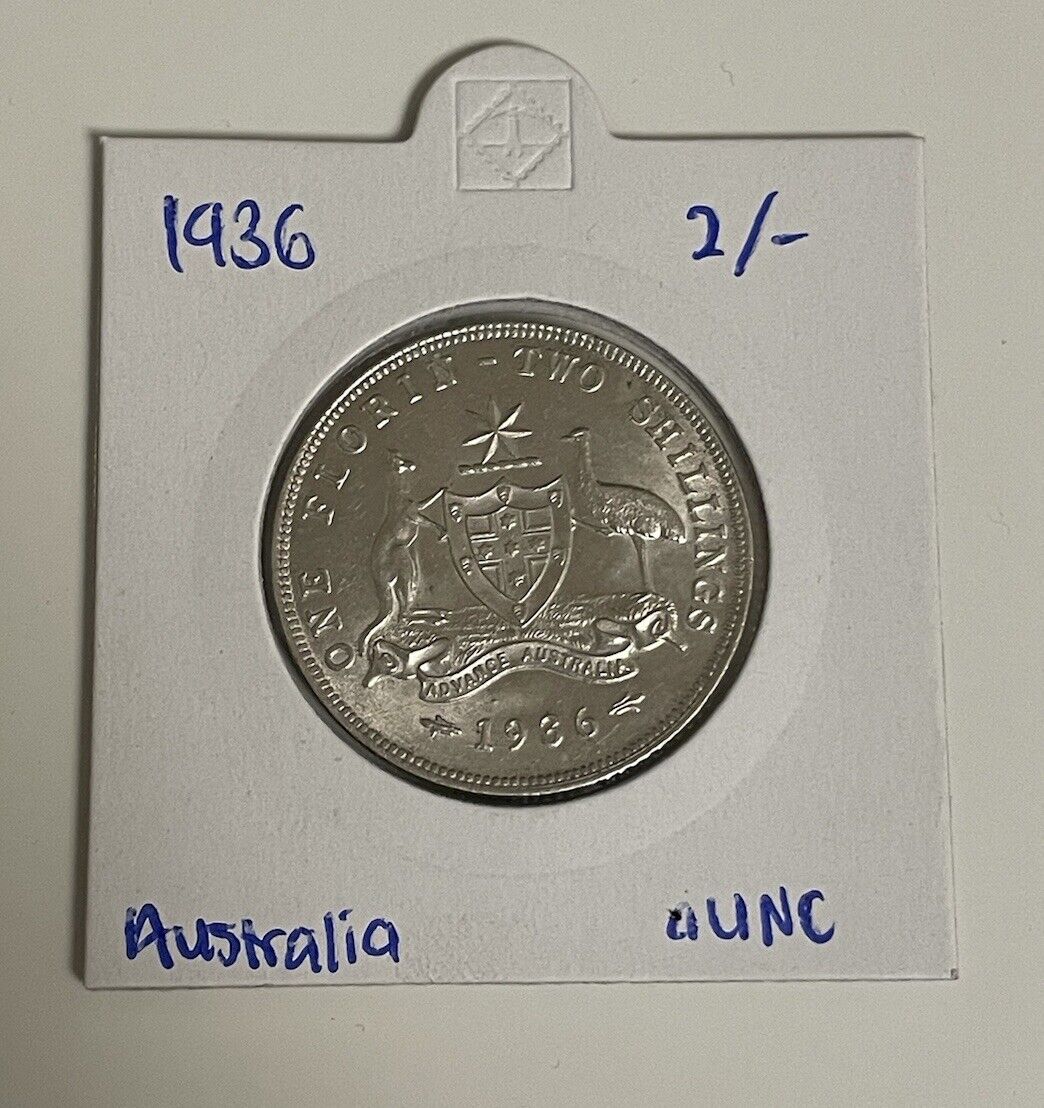 1936 2/-
ONE FLORIN - TWO SHILLINGS
ADVANCE AUSTRALIA
1936
Australia aUNC